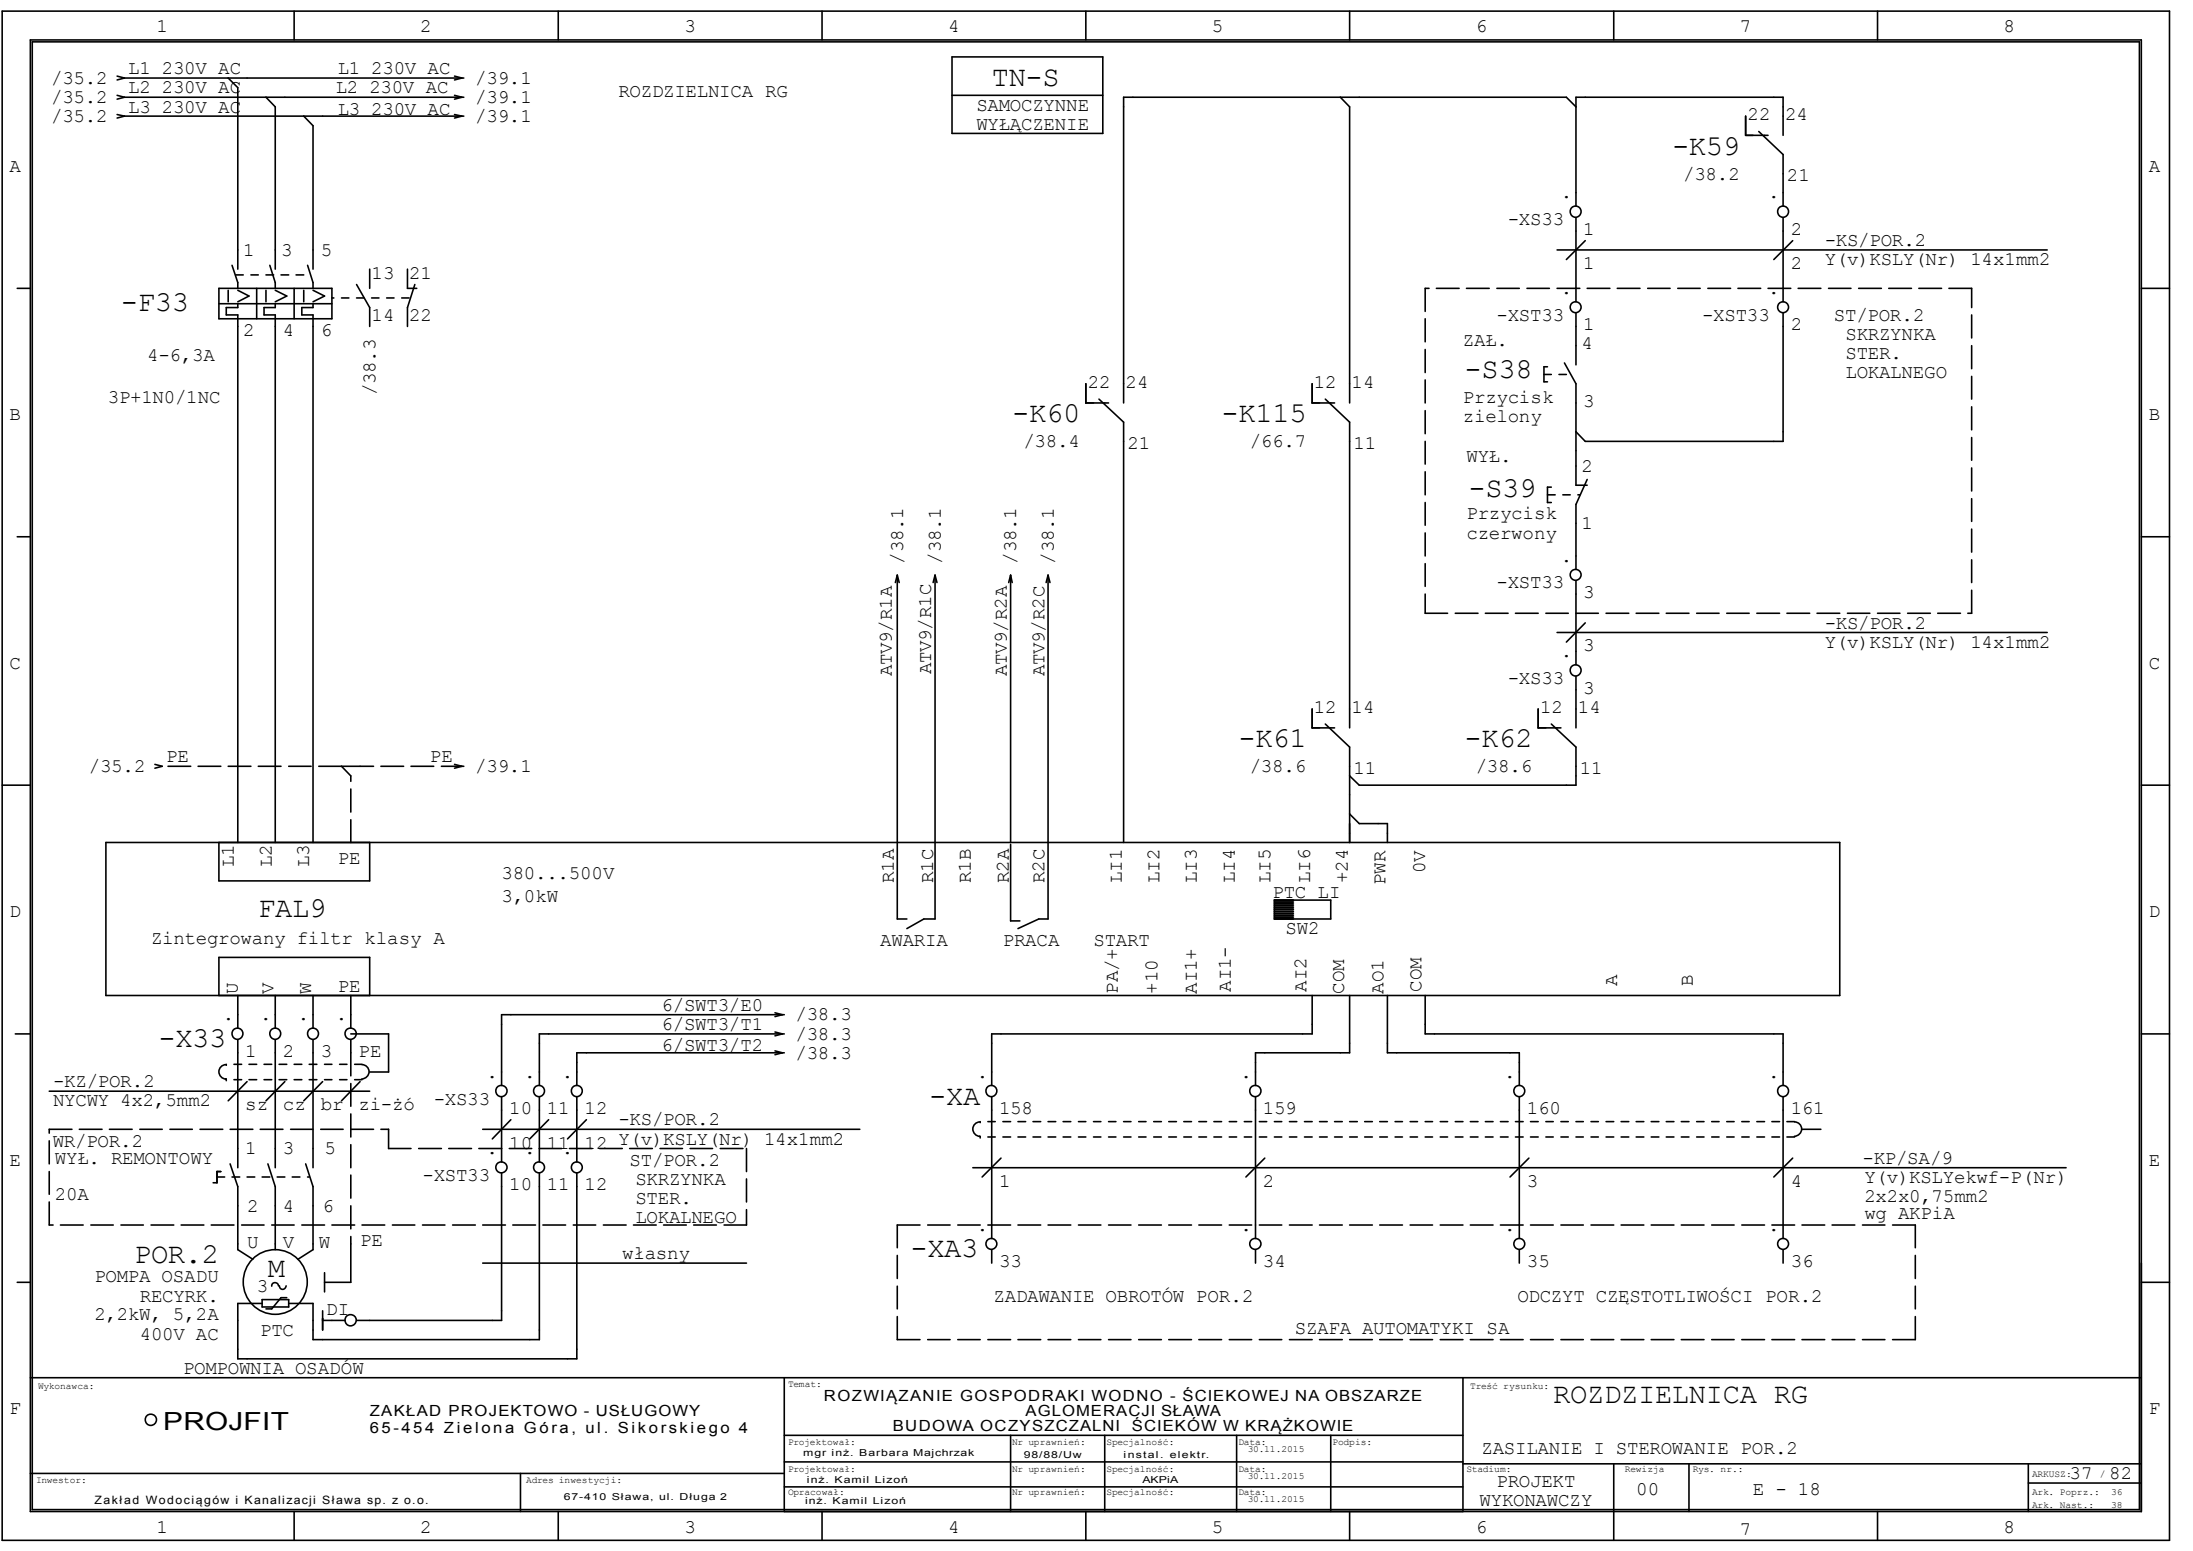 1 2 3 4 5 6 7 8
/35.2 L1 230V AC L1 230V AC /39.1
/35.2 L2 230V AC L2 230V AC /39.1
/35.2 L3 230V AC L3 230V AC /39.1
ROZDZIELNICA RG
TN-S
SAMOCZYNNE
WYŁĄCZENIE
22 24
-K59
/38.2
21
A A
-XS33
1 2
-KS/POR.2
1 2
Y(v)KSLY(Nr) 14x1mm2
1 3 5
13 21
-F33
14 22
2 4 6
4-6,3A
/38.3
3P+1N0/1NC
-XST33
1
-XST33
2
ST/POR.2
SKRZYNKA
STER.
LOKALNEGO
ZAŁ.
4
-S38
Przycisk
zielony
3
22 24
-K60
/38.4
21
12 14
-K115
/66.7
11
B B
WYŁ.
2
-S39
Przycisk
czerwony
1
-XST33
3
ATV9/R1A /38.1
ATV9/R1C /38.1
ATV9/R2A /38.1
ATV9/R2C /38.1
-KS/POR.2
3
Y(v)KSLY(Nr) 14x1mm2
C C
-XS33
3
12 14
-K61
/38.6
11
12 14
-K62
/38.6
11
/35.2 PE PE /39.1
L1 L2 L3 PE
380...500V
3,0kW
R1A R1C R1B R2A R2C LI1 LI2 LI3 LI4 LI5 LI6 +24 PWR 0V
PTC LI
SW2
FAL9
Zintegrowany filtr klasy A
D D
AWARIA PRACA START
PA/+ +10 AI1+ AI1- AI2 COM AO1 COM A B
U V W PE
6/SWT3/E0 /38.3
6/SWT3/T1 /38.3
6/SWT3/T2 /38.3
-X33
1 2 3 PE
-KZ/POR.2
NYCWY 4x2,5mm2
sz cz br zi-żó
-XS33
10 11 12
-KS/POR.2
10 11 12
Y(v)KSLY(Nr) 14x1mm2
-XA
158 159 160 161
WR/POR.2
WYŁ. REMONTOWY
1 3 5
20A
2 4 6
-XST33
10 11 12
ST/POR.2
SKRZYNKA
STER.
LOKALNEGO
E E
-KP/SA/9
1 2 3 4
Y(v)KSLYekwf-P(Nr)
2x2x0,75mm2
wg AKPiA
U V W PE
własny
POR.2
POMPA OSADU
RECYRK.
2,2kW, 5,2A
400V AC
M
3
PTC
DI
POMPOWNIA OSADÓW
-XA3
33 34 35 36
ZADAWANIE OBROTÓW POR.2
ODCZYT CZĘSTOTLIWOŚCI POR.2
SZAFA AUTOMATYKI SA
F F
Wykonawca:
PROJFIT
ZAKŁAD PROJEKTOWO - USŁUGOWY
65-454 Zielona Góra, ul. Sikorskiego 4
Inwestor:
Zakład Wodociągów i Kanalizacji Sława sp. z o.o.
Adres inwestycji:
67-410 Sława, ul. Długa 2
Temat:
ROZWIĄZANIE GOSPODRAKI WODNO - ŚCIEKOWEJ NA OBSZARZE
AGLOMERACJI SŁAWA
BUDOWA OCZYSZCZALNI ŚCIEKÓW W KRĄŻKOWIE
Projektował: mgr inż. Barbara Majchrzak Nr uprawnień: 98/88/Uw Specjalność: instal. elektr. Data: 30.11.2015 Podpis:
Projektował: inż. Kamil Lizoń Nr uprawnień: Specjalność: AKPiA Data: 30.11.2015
Opracował: inż. Kamil Lizoń Nr uprawnień: Specjalność: Data: 30.11.2015
Treść rysunku: ROZDZIELNICA RG
ZASILANIE I STEROWANIE POR.2
Stadium:
PROJEKT
WYKONAWCZY
Rewizja
00
Rys. nr.:
E - 18
ARKUSZ: 37 / 82
Ark. Poprz.: 36
Ark. Nast.: 38
1 2 3 4 5 6 7 8